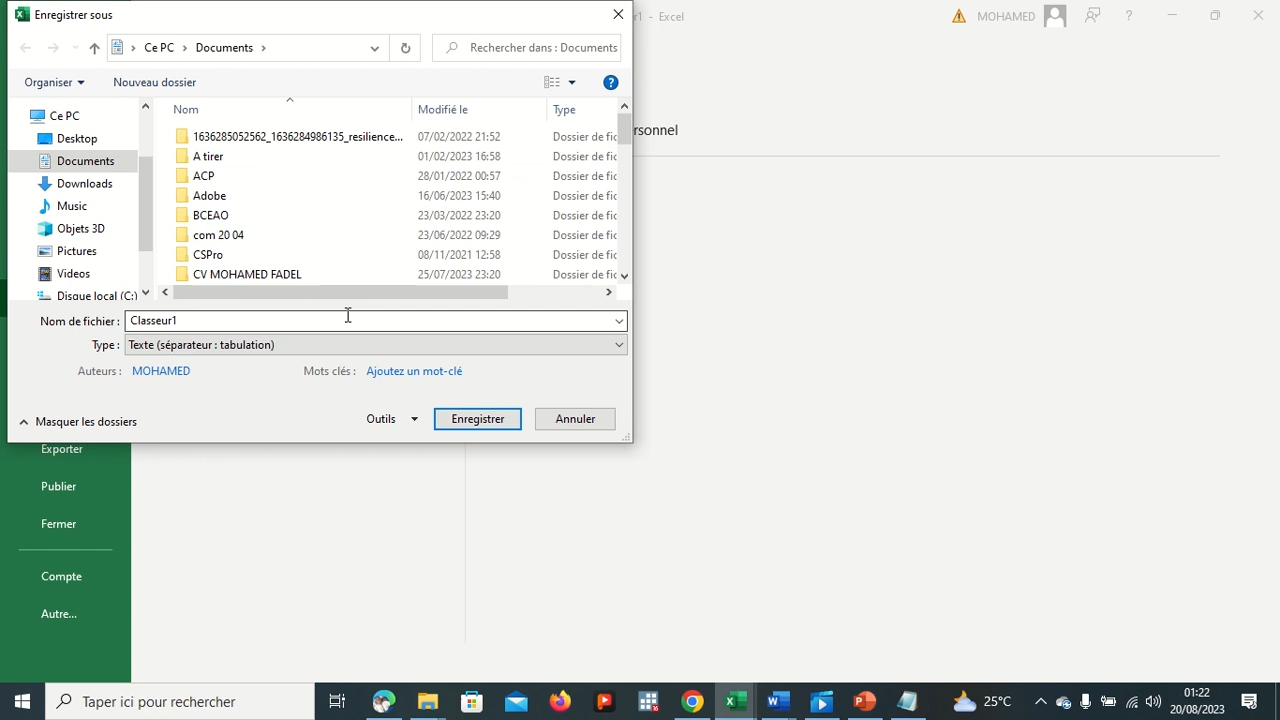 Enregistrer sous
r1 - Excel
MOHAMED
?
Ce PC > Documents >
Rechercher dans : Documents
Organiser
Nouveau dossier
?
Ce PC
Desktop
Documents
Downloads
Music
Objets 3D
Pictures
Videos
Disque local (C:)
Nom Modifié le Type
1636285052562_1636284986135_resilience... 07/02/2022 21:52 Dossier de fic
A tirer 01/02/2023 16:58 Dossier de fic
ACP 28/01/2022 00:57 Dossier de fic
Adobe 16/06/2023 15:40 Dossier de fic
BCEAO 23/03/2022 23:20 Dossier de fic
com 20 04 23/06/2022 09:29 Dossier de fic
CSPro 08/11/2021 12:58 Dossier de fic
CV MOHAMED FADEL 25/07/2023 23:20 Dossier de fic
rsonnel
Nom de fichier : Classeur1
Type : Texte (séparateur : tabulation)
Auteurs : MOHAMED Mots clés : Ajoutez un mot-clé
Masquer les dossiers
Outils
Enregistrer
Annuler
Exporter
Publier
Fermer
Compte
Autre...
Taper ici pour rechercher
16
25°C
01:22
20/08/2023